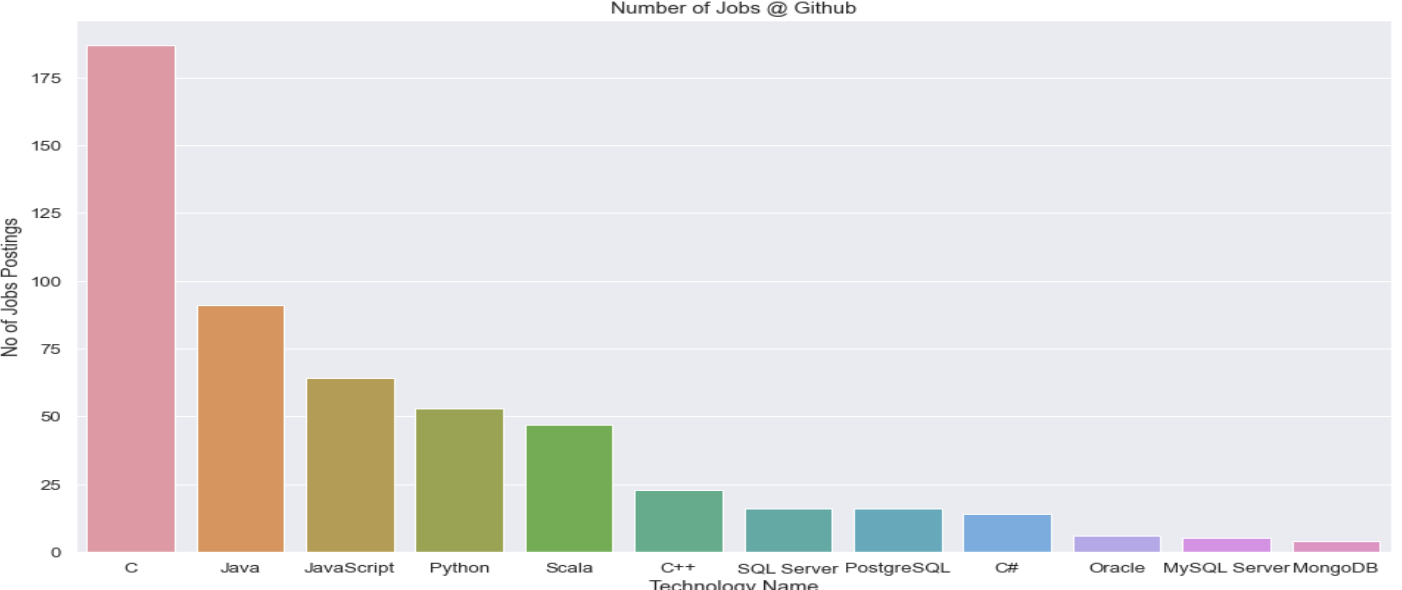 Number of Jobs @ Github
No of Jobs Postings
175
150
125
100
75
50
25
0
C Java JavaScript Python Scala C++ SQL Server PostgreSQL C# Oracle MySQL Server MongoDB
Technology Name